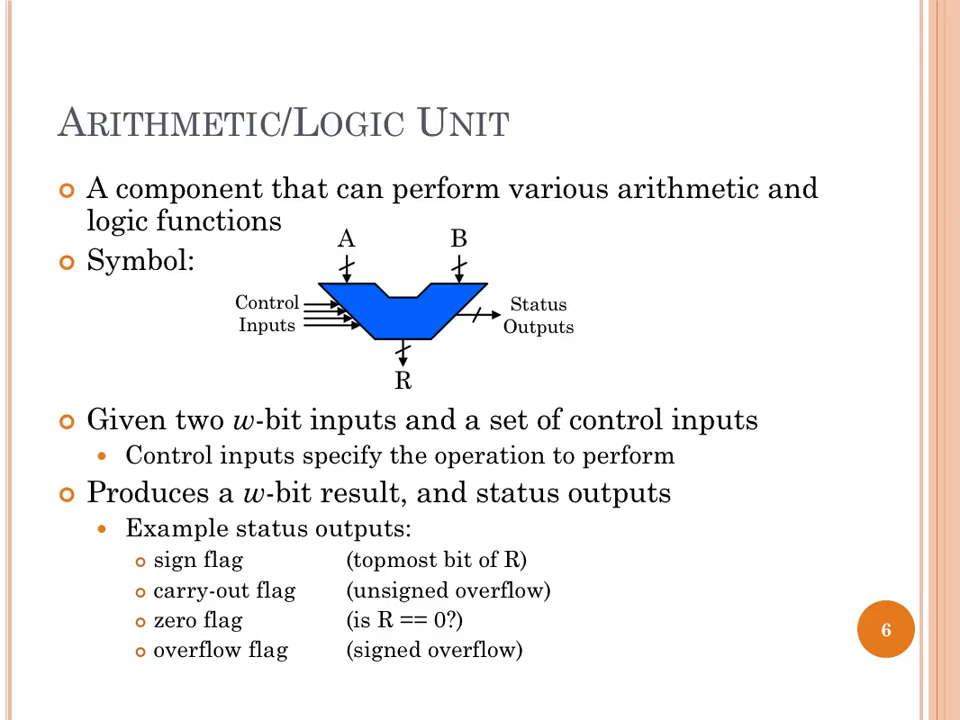 ARITHMETIC/LOGIC UNIT
A component that can perform various arithmetic and
logic functions
Symbol:
A B
Control
Inputs
Status
Outputs
R
Given two w-bit inputs and a set of control inputs
Control inputs specify the operation to perform
Produces a w-bit result, and status outputs
Example status outputs:
sign flag (topmost bit of R)
carry-out flag (unsigned overflow)
zero flag (is R == 0?)
overflow flag (signed overflow)
6